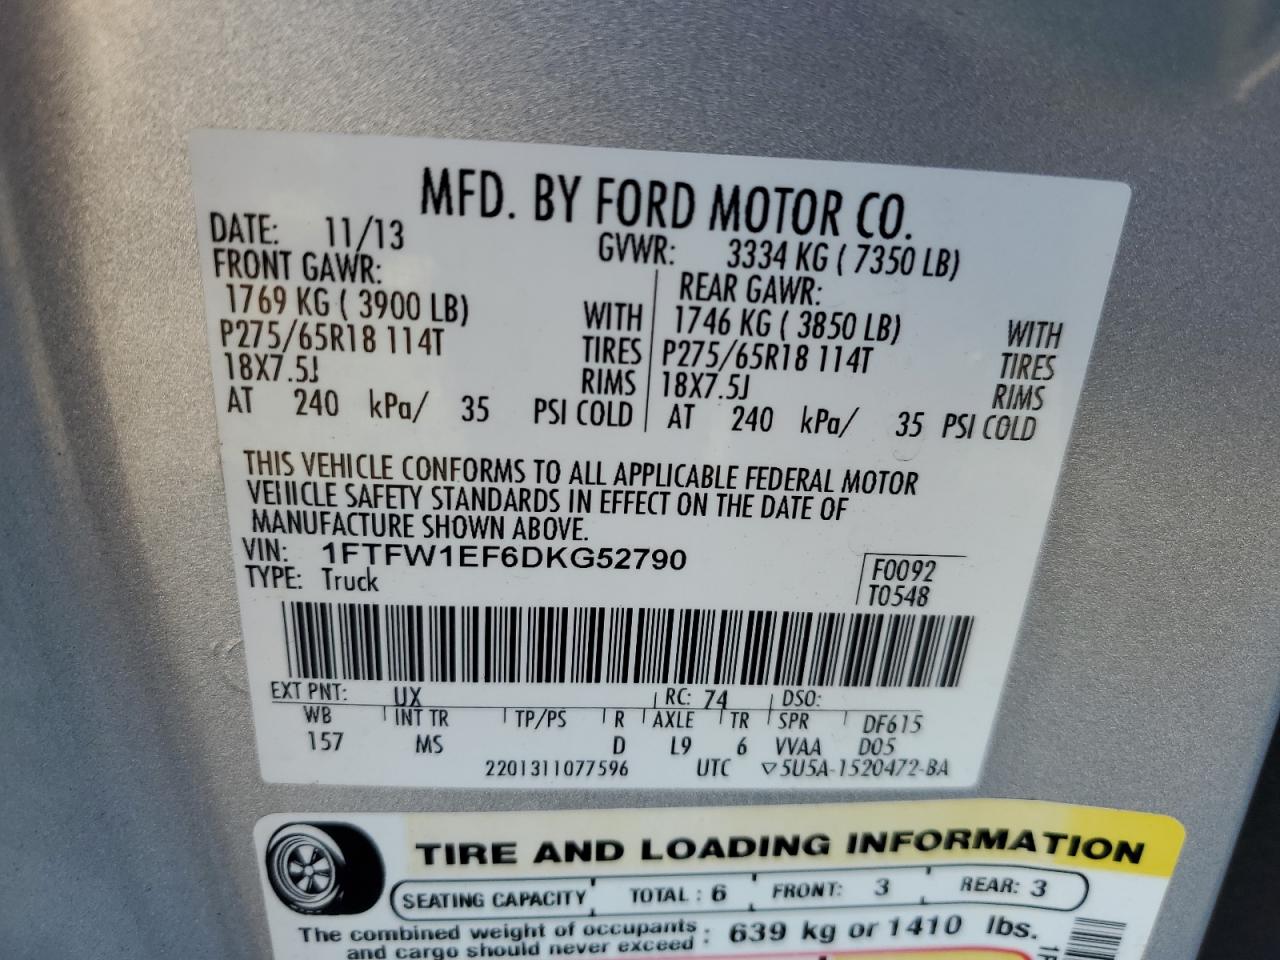 MFD. BY FORD MOTOR CO.
DATE: 11/13 GVWR: 3334 KG ( 7350 LB)
FRONT GAWR: REAR GAWR:
1769 KG ( 3900 LB) WITH 1746 KG ( 3850 LB) WITH
P275/65R18 114T TIRES P275/65R18 114T TIRES
18X7.5J RIMS 18X7.5J RIMS
AT 240 kPa/ 35 PSI COLD AT 240 kPa/ 35 PSI COLD
THIS VEHICLE CONFORMS TO ALL APPLICABLE FEDERAL MOTOR
VEHICLE SAFETY STANDARDS IN EFFECT ON THE DATE OF
MANUFACTURE SHOWN ABOVE.
VIN: 1FTFW1EF6DKG52790
TYPE: Truck
F0092
T0548
EXT PNT: UX RC: 74 DSO:
WB INT TR TP/PS R AXLE TR SPR DF615
157 MS D L9 6 VVAA D05
2201311077596 UTC ▽5U5A-1520472-BA
TIRE AND LOADING INFORMATION
SEATING CAPACITY TOTAL : 6 FRONT: 3 REAR: 3
The combined weight of occupants
and cargo should never exceed : 639 kg or 1410 lbs.